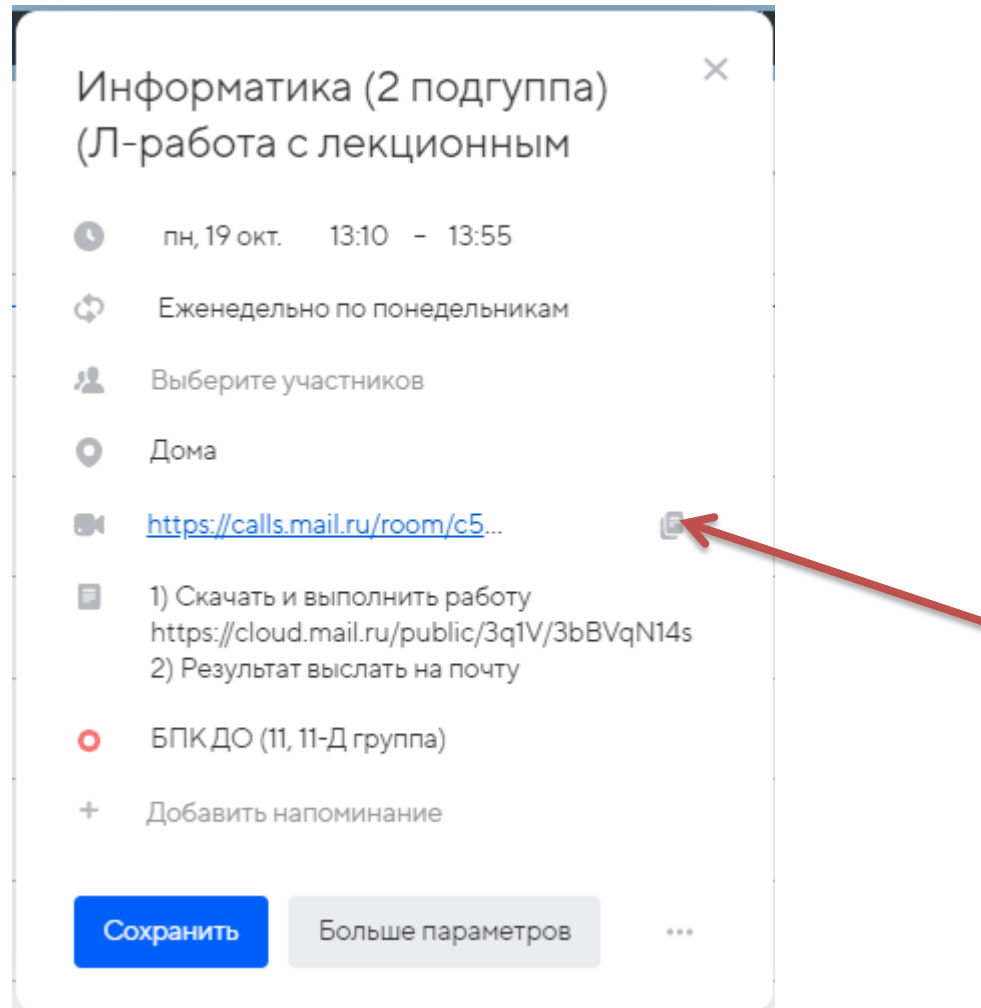 Информатика (2 подгуппа)
(Л-работа с лекционным
пн, 19 окт. 13:10 – 13:55
Еженедельно по понедельникам
Выберите участников
Дома
https://calls.mail.ru/room/c5...
1) Скачать и выполнить работу
https://cloud.mail.ru/public/3q1V/3bBVqN14s
2) Результат выслать на почту
БПК ДО (11, 11-Д группа)
Добавить напоминание
Сохранить Больше параметров ...